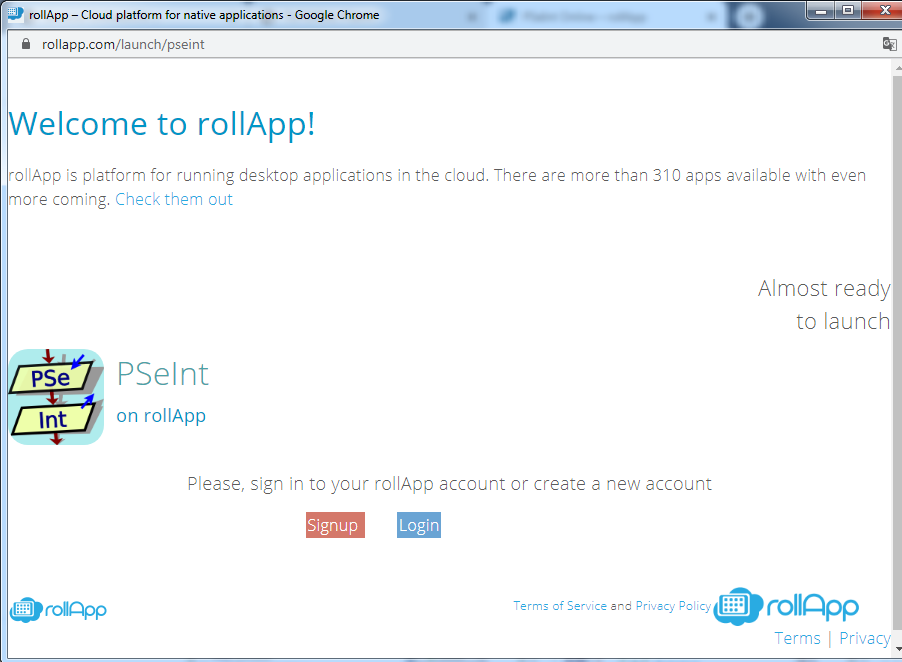 rollApp – Cloud platform for native applications - Google Chrome
rollapp.com/launch/pseint
Welcome to rollApp!
rollApp is platform for running desktop applications in the cloud. There are more than 310 apps available with even
more coming. Check them out
Almost ready
to launch
PSe
Int
PSeInt
on rollApp
Please, sign in to your rollApp account or create a new account
Signup
Login
rollApp
Terms of Service and Privacy Policy
rollApp
Terms | Privacy